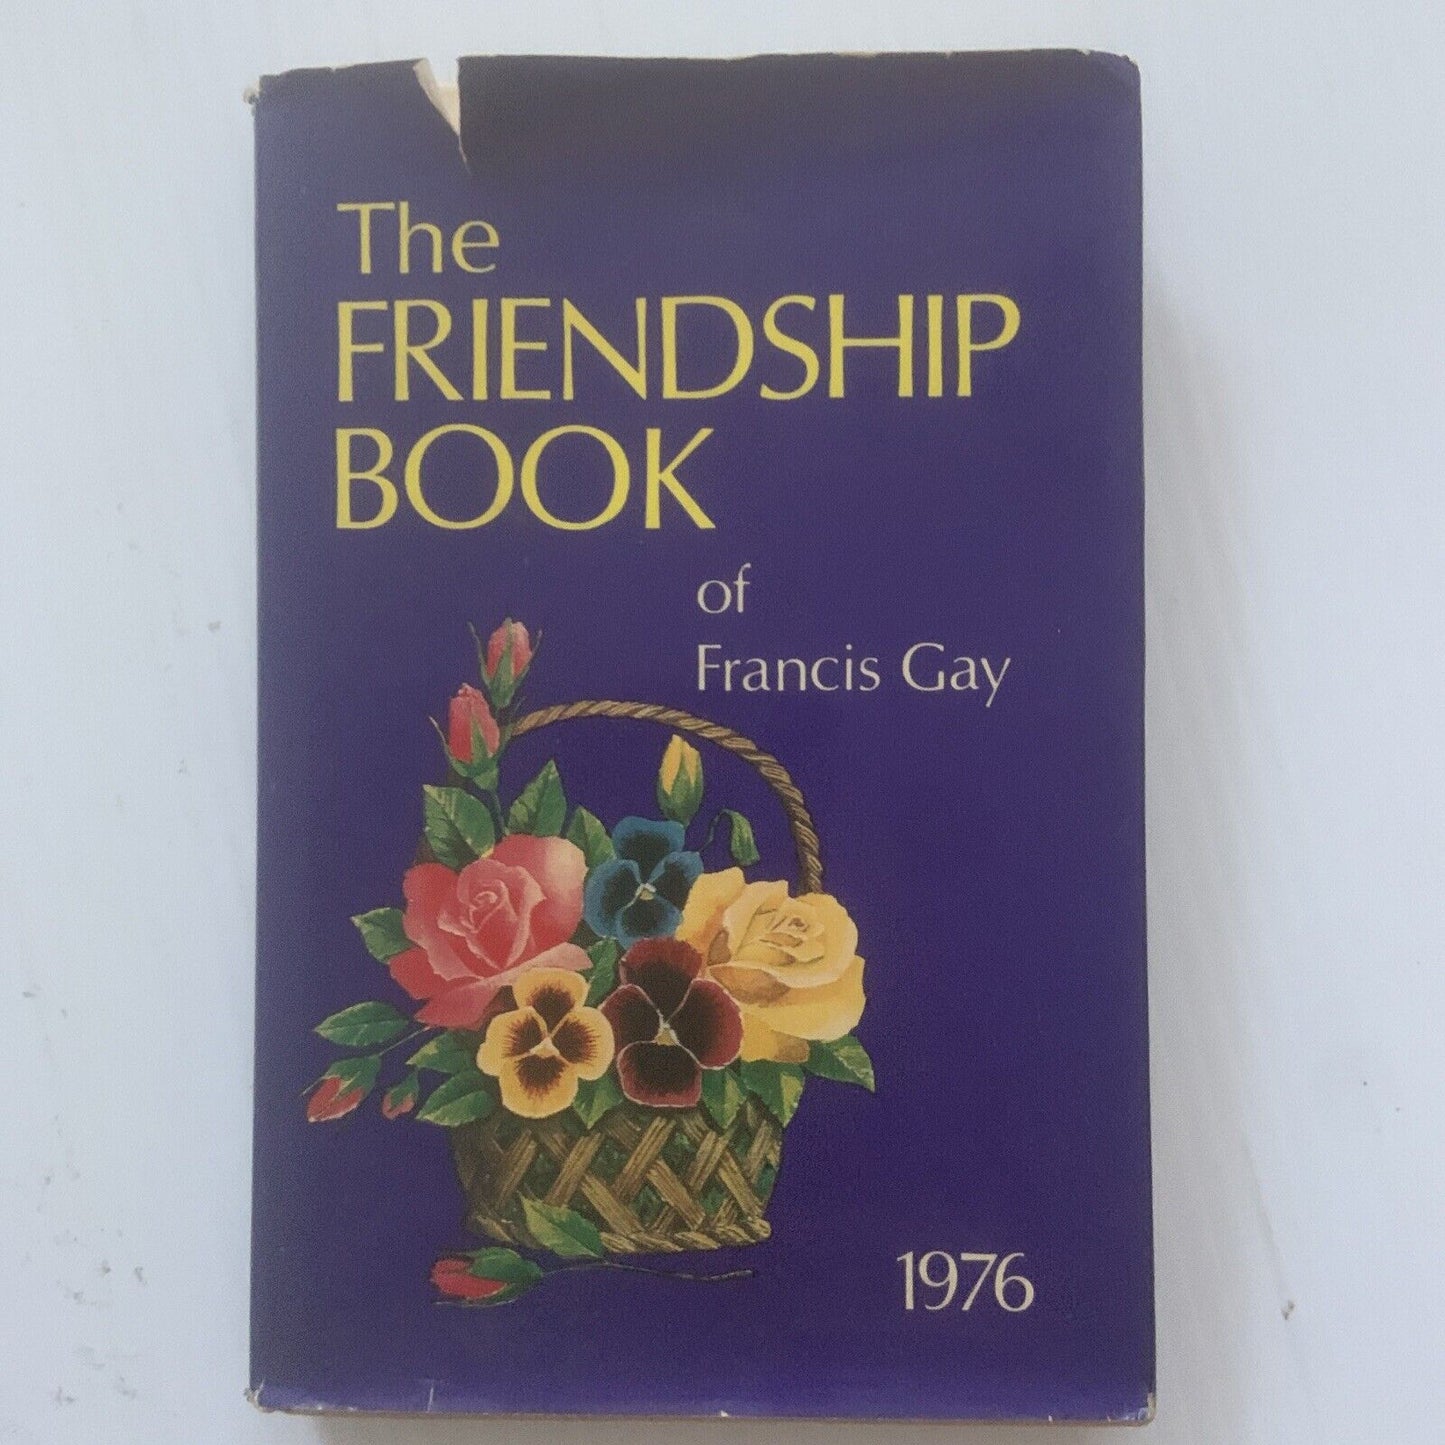 The
FRIENDSHIP
BOOK
of
Francis Gay
1976